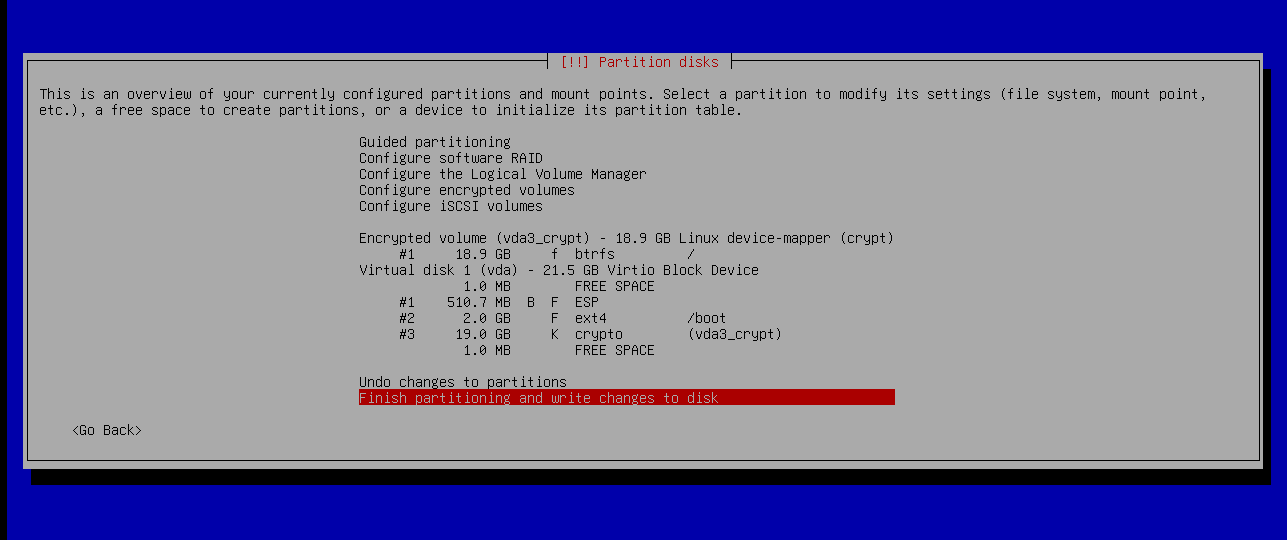 [!!] Partition disks
This is an overview of your currently configured partitions and mount points. Select a partition to modify its settings (file system, mount point,
etc.), a free space to create partitions, or a device to initialize its partition table.
Guided partitioning
Configure software RAID
Configure the Logical Volume Manager
Configure encrypted volumes
Configure iSCSI volumes
Encrypted volume (vda3_crypt) - 18.9 GB Linux device-mapper (crypt)
#1 18.9 GB f btrfs /
Virtual disk 1 (vda) - 21.5 GB Virtio Block Device
1.0 MB FREE SPACE
#1 510.7 MB B F ESP
#2 2.0 GB F ext4 /boot
#3 19.0 GB K crypto (vda3_crypt)
1.0 MB FREE SPACE
Undo changes to partitions
Finish partitioning and write changes to disk
<Go Back>